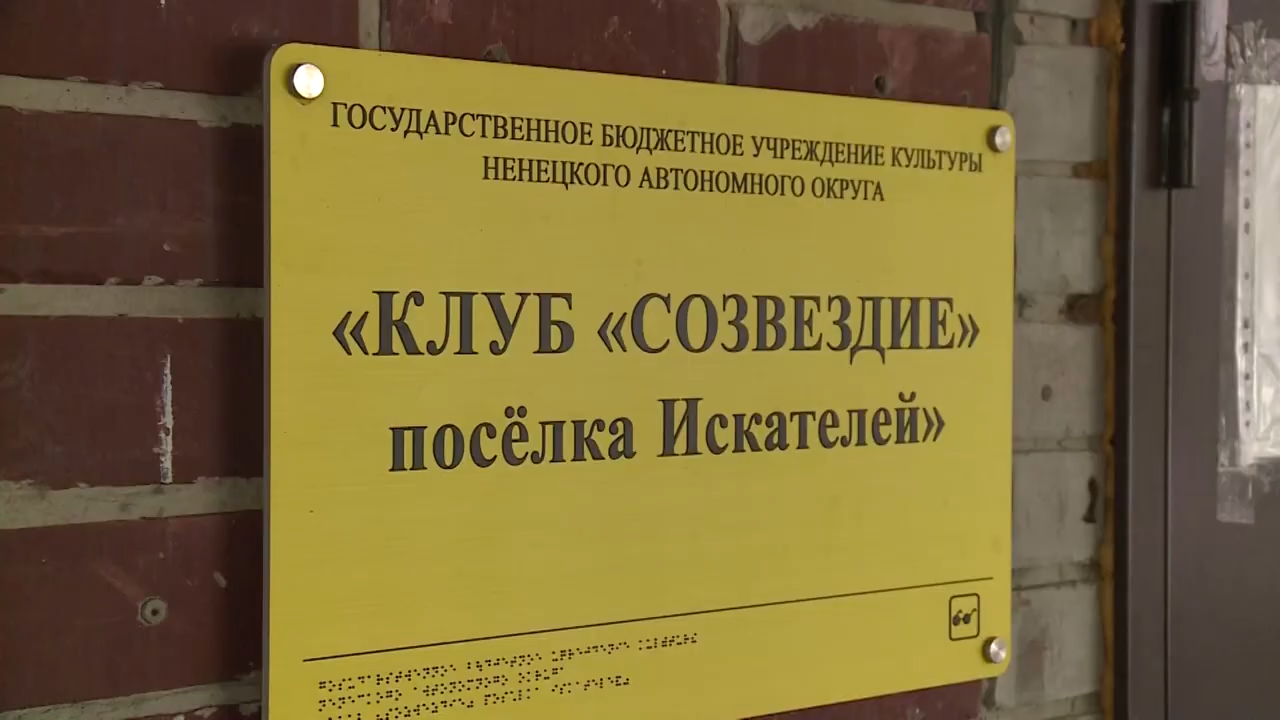 ГОСУДАРСТВЕННОЕ БЮДЖЕТНОЕ УЧРЕЖДЕНИЕ КУЛЬТУРЫ
НЕНЕЦКОГО АВТОНОМНОГО ОКРУГА
«КЛУБ «СОЗВЕЗДИЕ»
посёлка Искателей»